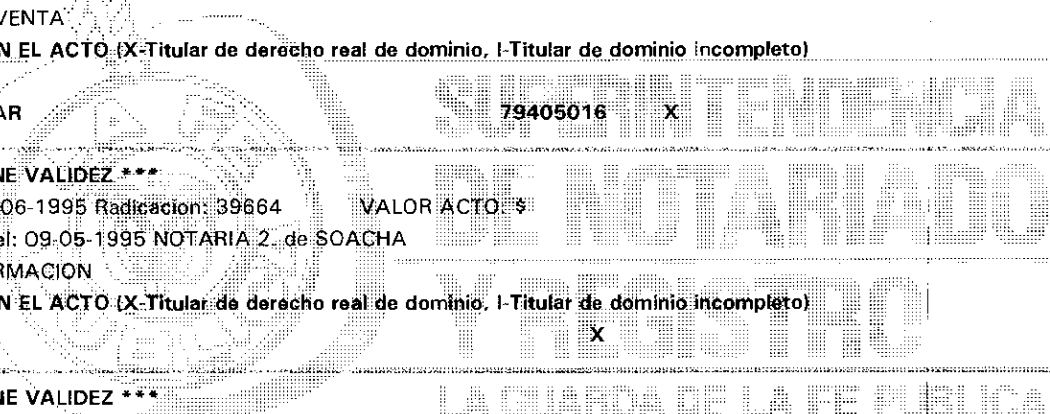 VENTA
N EL ACTO (X-Titular de derecho real de dominio, I-Titular de dominio incompleto)
AR 79405016 X
NE VALIDEZ ***
06-1995 Radicacion: 39664 VALOR ACTO: $
el: 09-05-1995 NOTARIA 2. de SOACHA
RMACION
N EL ACTO (X-Titular de derecho real de dominio, I-Titular de dominio incompleto)
X
NE VALIDEZ ***
SUPERINTENDENCIA
DE NOTARIADO
Y REGISTRO
LA GUARDA DE LA FE PUBLICA